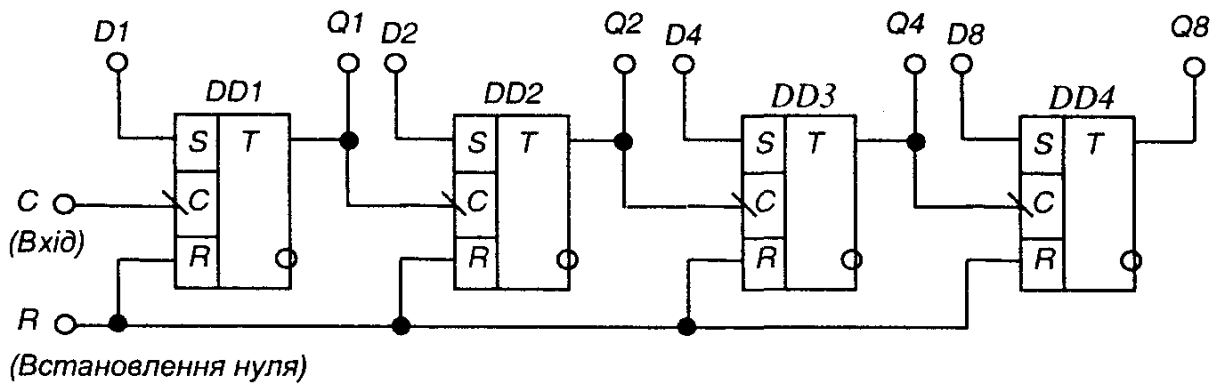 D1 Q1 D2 Q2 D4 Q4 D8 Q8
DD1 DD2 DD3 DD4
S T S T S T S T
C C C C C
(Вхід)
R R R R
R
(Встановлення нуля)